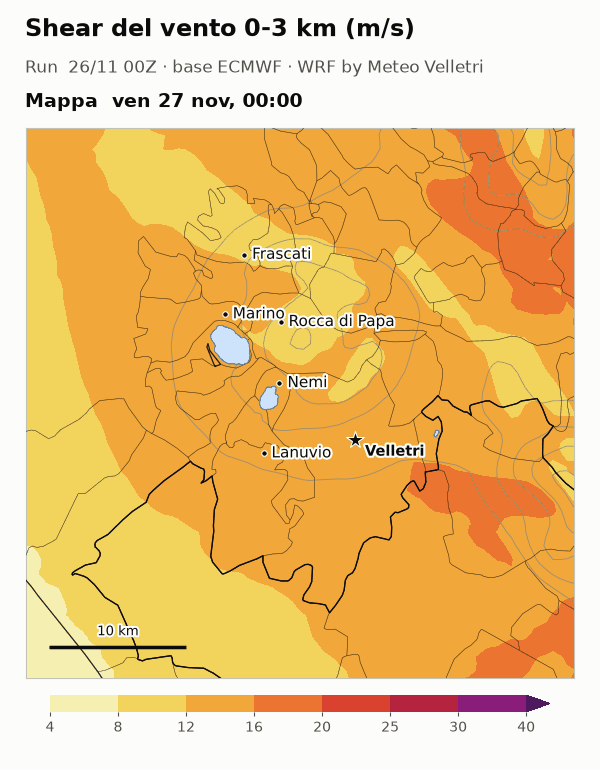 Shear del vento 0-3 km (m/s)
Run  26/11 00Z · base ECMWF · WRF by Meteo Velletri
Mappa  ven 27 nov, 00:00
Frascati
Marino
Rocca di Papa
Nemi
Velletri
Lanuvio
10 km
4 8 12 16 20 25 30 40